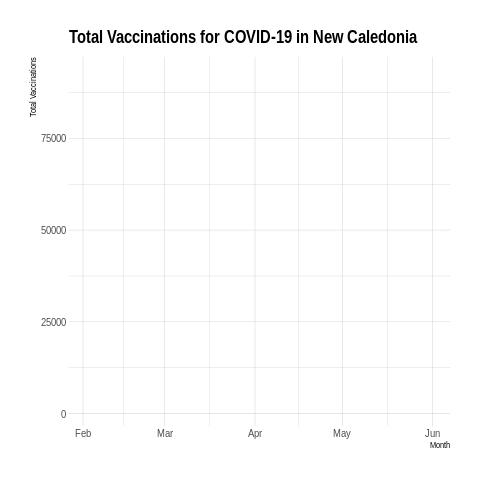 Total Vaccinations for COVID-19 in New Caledonia
Total Vaccinations
75000
50000
25000
0
Feb Mar Apr May Jun
Month